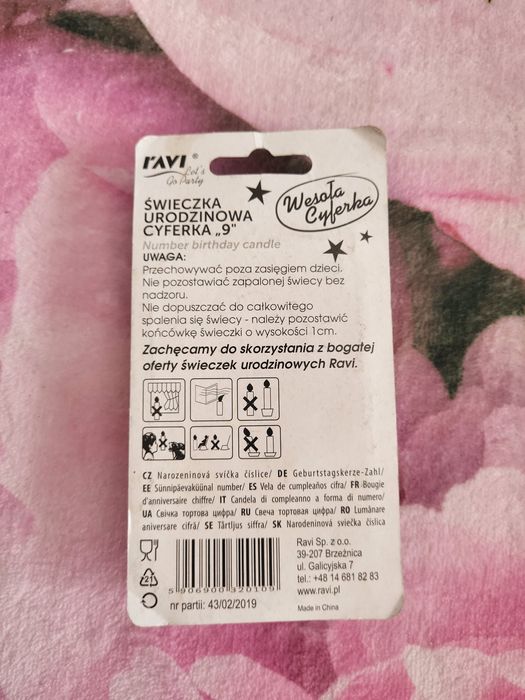 ravi ®
Let's
Go Party
Wesoła
Cyferka
ŚWIECZKA
URODZINOWA
CYFERKA „9"
Number birthday candle
UWAGA:
Przechowywać poza zasięgiem dzieci.
Nie pozostawiać zapalonej świecy bez
nadzoru.
Nie dopuszczać do całkowitego
spalenia się świecy - należy pozostawić
końcówkę świeczki o wysokości 1cm.
Zachęcamy do skorzystania z bogatej
oferty świeczek urodzinowych Ravi.
CZ Narozeninová svíčka číslice/ DE Geburtstagskerze-Zahl/
EE Sünnipäevaküünal number/ ES Vela de cumpleaños cifra/ FR-Bougie
d'anniversaire chiffre/ IT Candela di compleanno a forma di numero/
UA Свічка тортова цифра/ RU Свеча тортовая цифра/ RO Lumânare
aniversare cifră/ SE Tårtljus siffra/ SK Narodeninová sviečka číslica
21
5 906900 320109
nr partii: 43/02/2019
Ravi Sp. z o.o.
39-207 Brzeźnica
ul. Galicyjska 7
tel.: +48 14 681 82 83
www.ravi.pl
Made in China